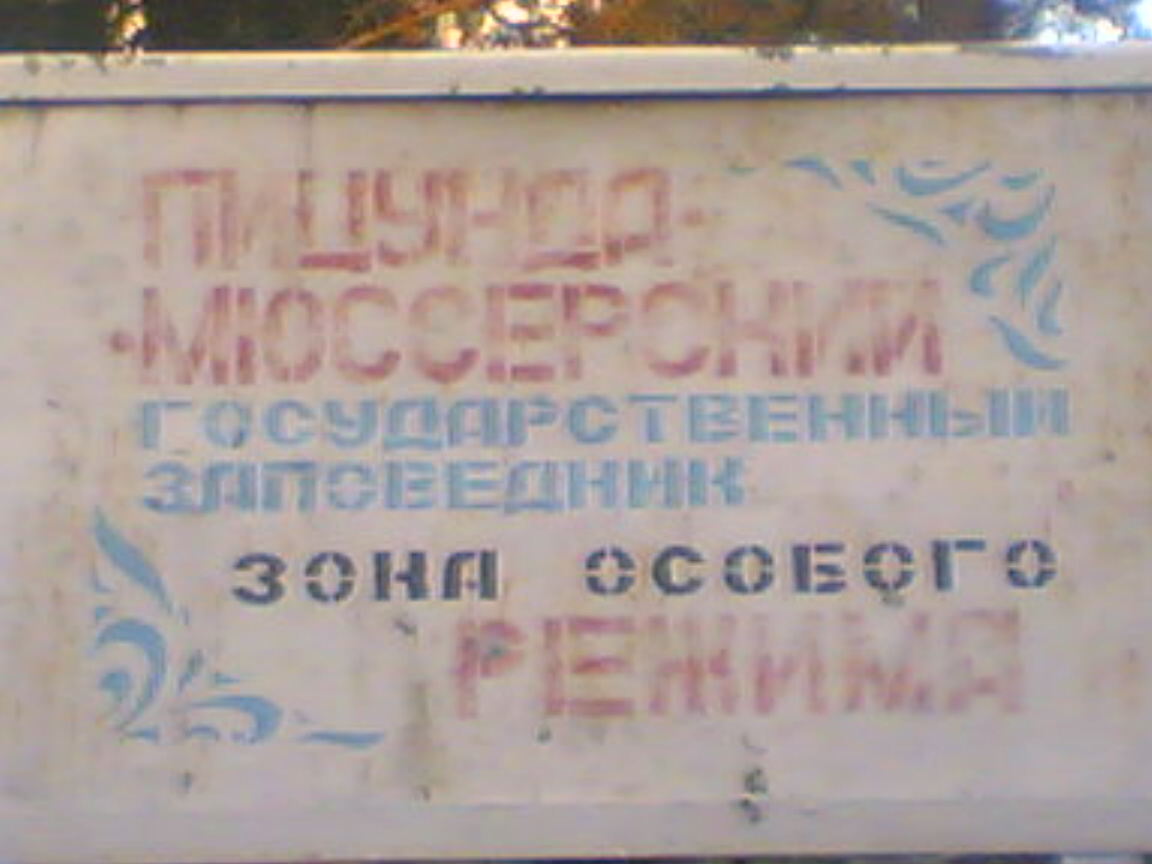 ПИЦУНДА-
-МЮССЕРСКИЙ
ГОСУДАРСТВЕННЫЙ
ЗАПОВЕДНИК
ЗОНА ОСОБОГО
РЕЖИМА